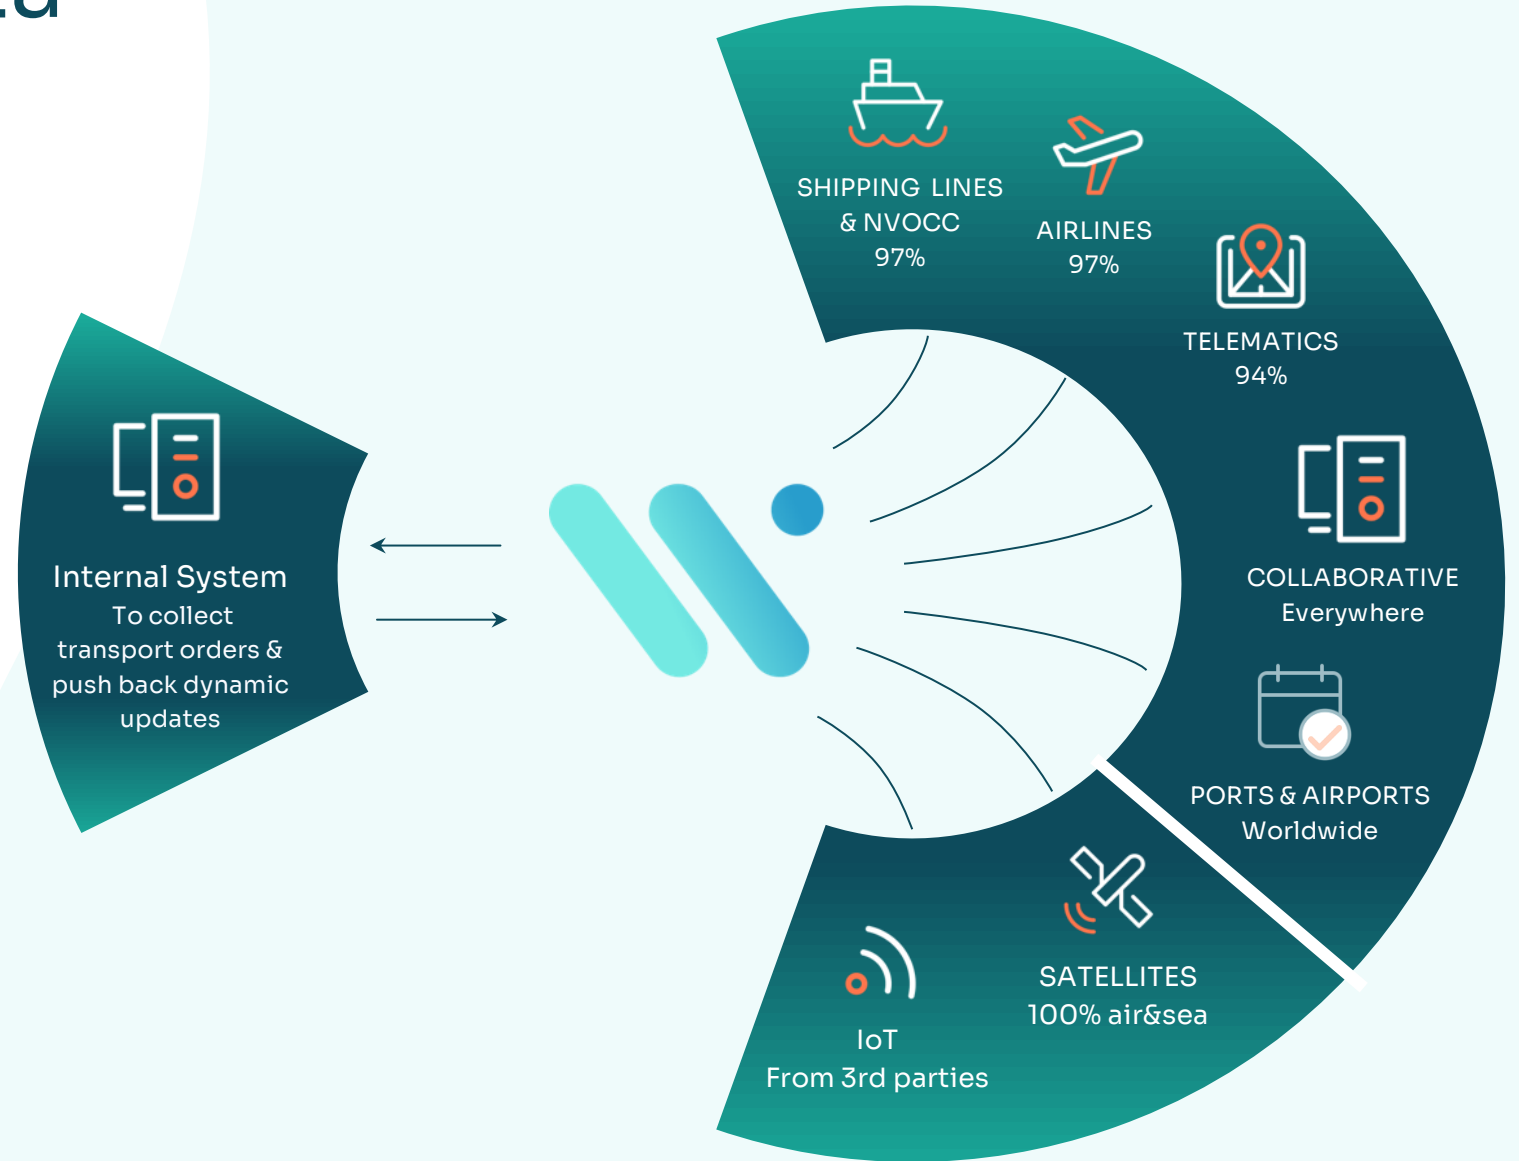 SHIPPING LINES
& NVOCC
97%
AIRLINES
97%
TELEMATICS
94%
COLLABORATIVE
Everywhere
PORTS & AIRPORTS
Worldwide
SATELLITES
100% air&sea
IoT
From 3rd parties
Internal System
To collect
transport orders &
push back dynamic
updates